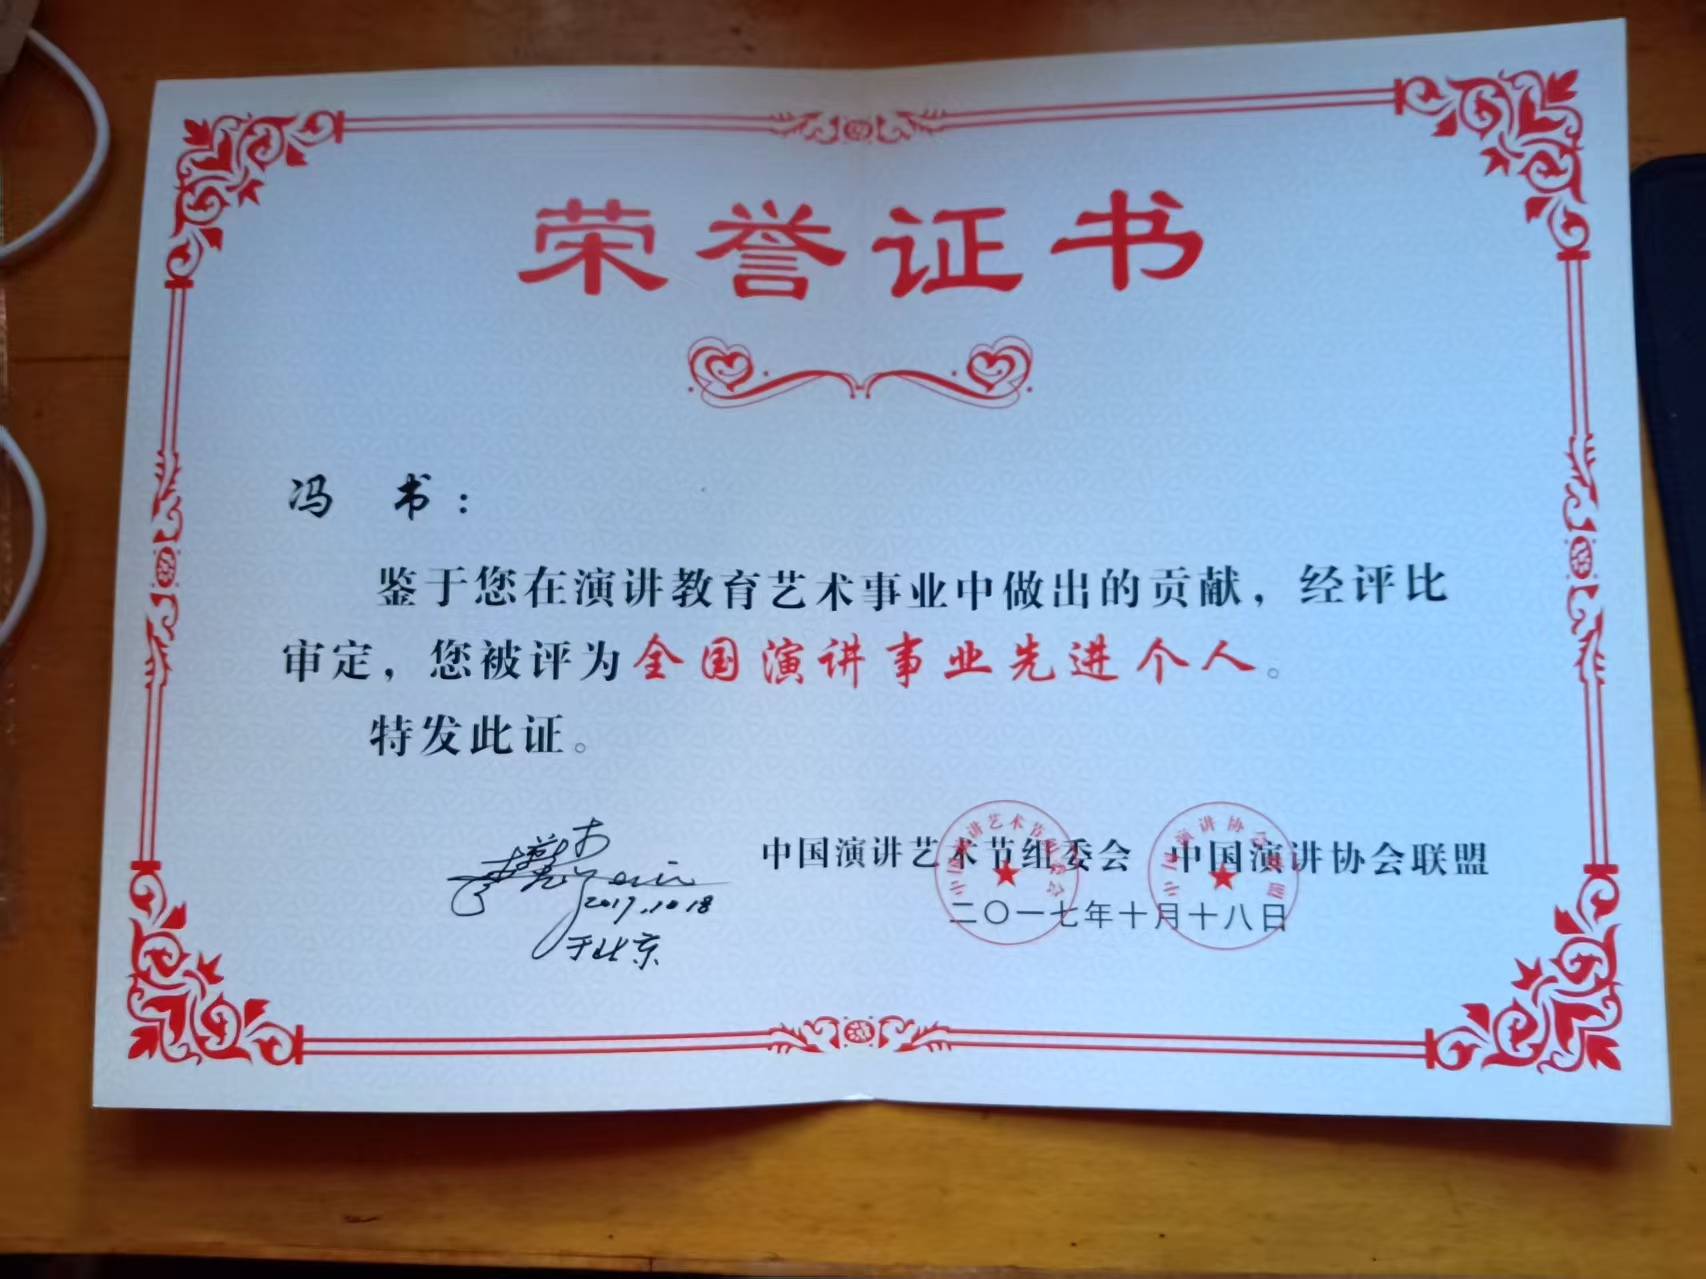 荣誉证书
冯 书：
鉴于您在演讲教育艺术事业中做出的贡献，经评比
审定，您被评为全国演讲事业先进个人。
特发此证。
中国演讲艺术节组委会 中国演讲协会联盟
二〇一七年十月十八日
2017.10.18
于北京